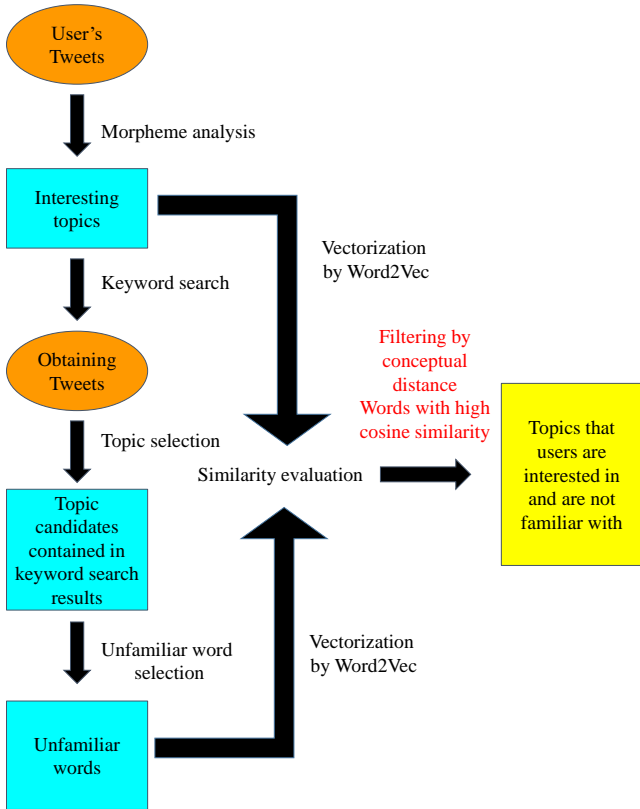 User's
Tweets
Morpheme analysis
Interesting
topics
Vectorization
by Word2Vec
Keyword search
Obtaining
Tweets
Filtering by
conceptual
distance
Words with high
cosine similarity
Topic selection
Similarity evaluation
Topics that
users are
interested in
and are not
familiar with
Topic
candidates
contained in
keyword search
results
Unfamiliar word
selection
Vectorization
by Word2Vec
Unfamiliar
words